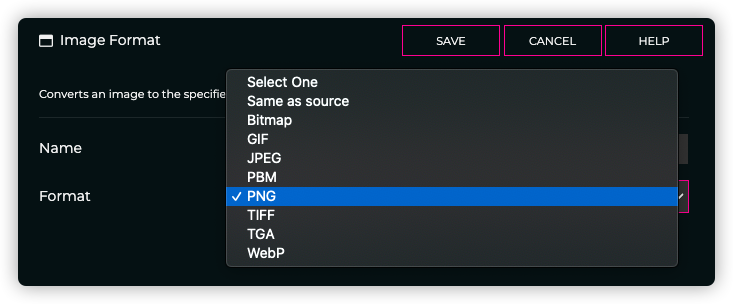 Image Format
SAVE
CANCEL
HELP
Converts an image to the specifie
Name
Format
Select One
Same as source
Bitmap
GIF
JPEG
PBM
✓ PNG
TIFF
TGA
WebP